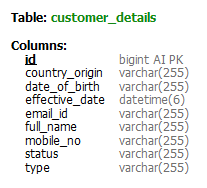 Table: customer_details
Columns:
id bigint AI PK
country_origin varchar(255)
date_of_birth varchar(255)
effective_date datetime(6)
email_id varchar(255)
full_name varchar(255)
mobile_no varchar(255)
status varchar(255)
type varchar(255)